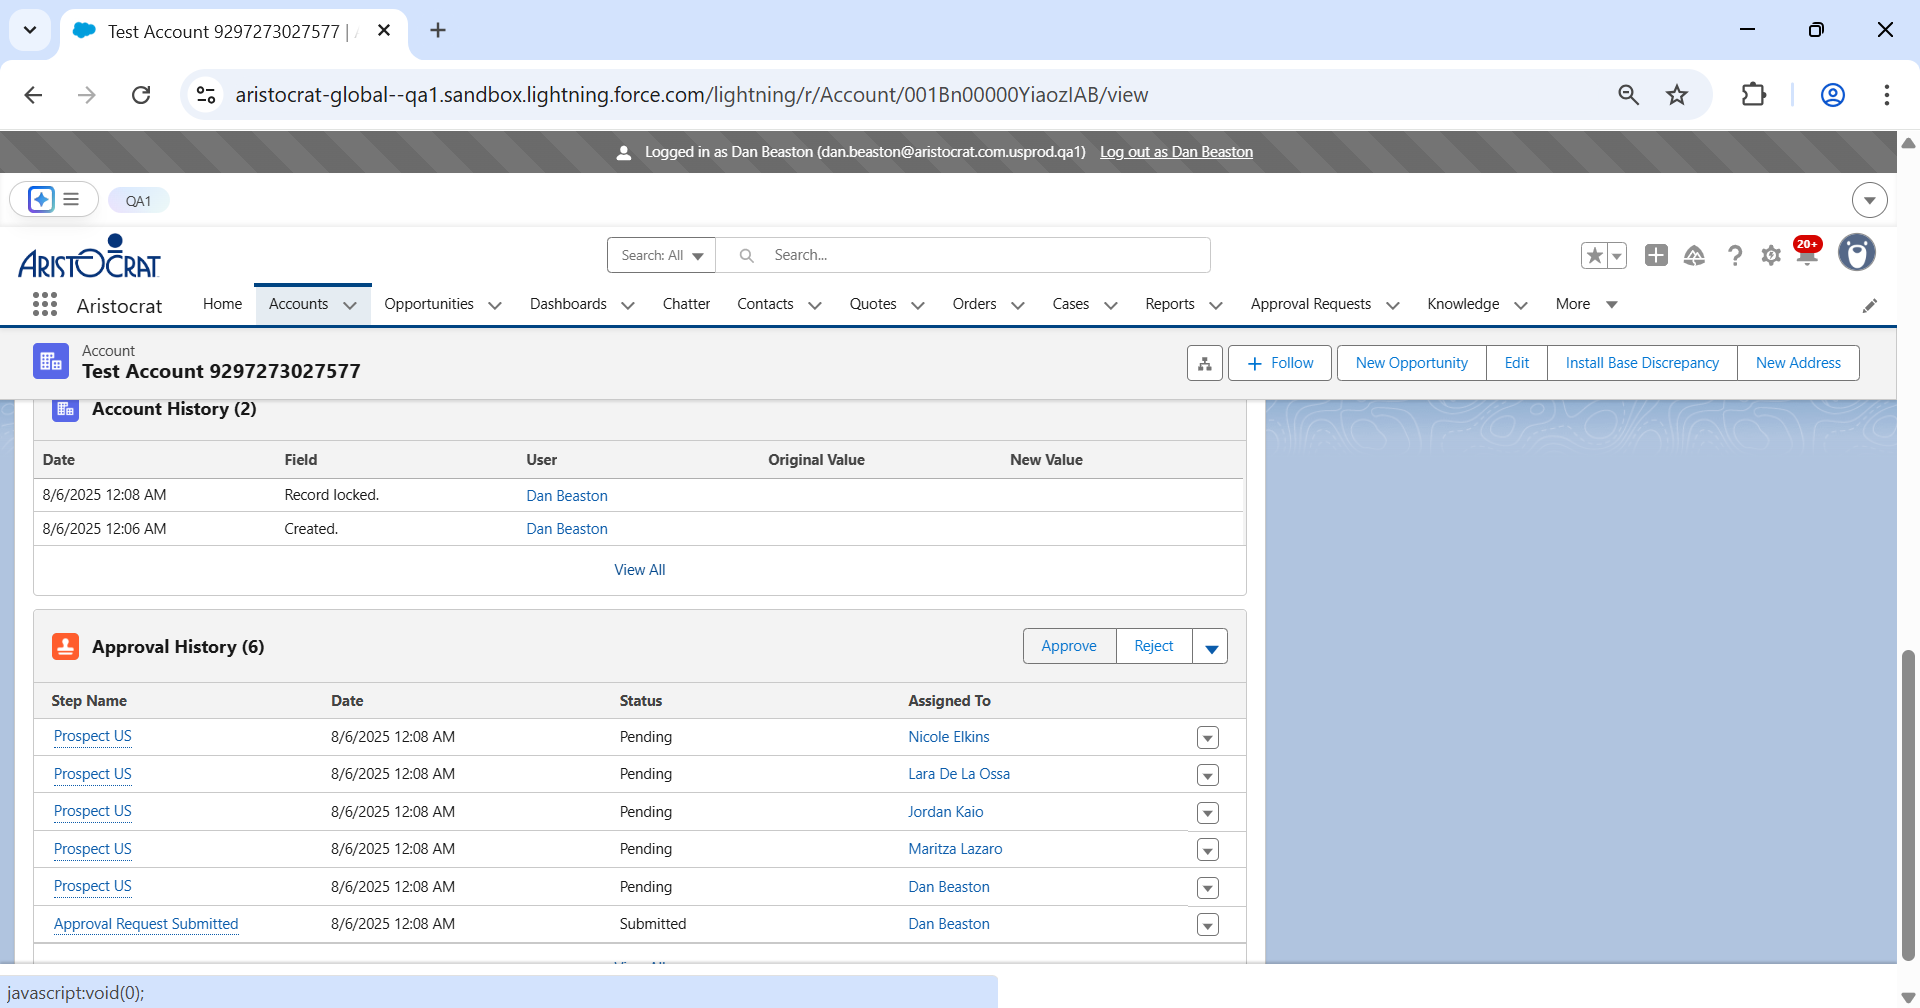 Test Account 9297273027577 |
aristocrat-global--qa1.sandbox.lightning.force.com/lightning/r/Account/001Bn00000YiaozIAB/view
Logged in as Dan Beaston (dan.beaston@aristocrat.com.usprod.qa1) Log out as Dan Beaston
QA1
ARISTOCRAT
Search: All Search...
20+
Aristocrat Home Accounts Opportunities Dashboards Chatter Contacts Quotes Orders Cases Reports Approval Requests Knowledge More
Account
Test Account 9297273027577
Follow New Opportunity Edit Install Base Discrepancy New Address
Account History (2)
Date Field User Original Value New Value
8/6/2025 12:08 AM Record locked. Dan Beaston
8/6/2025 12:06 AM Created. Dan Beaston
View All
Approval History (6) Approve Reject
Step Name Date Status Assigned To
Prospect US 8/6/2025 12:08 AM Pending Nicole Elkins
Prospect US 8/6/2025 12:08 AM Pending Lara De La Ossa
Prospect US 8/6/2025 12:08 AM Pending Jordan Kaio
Prospect US 8/6/2025 12:08 AM Pending Maritza Lazaro
Prospect US 8/6/2025 12:08 AM Pending Dan Beaston
Approval Request Submitted 8/6/2025 12:08 AM Submitted Dan Beaston
javascript:void(0);